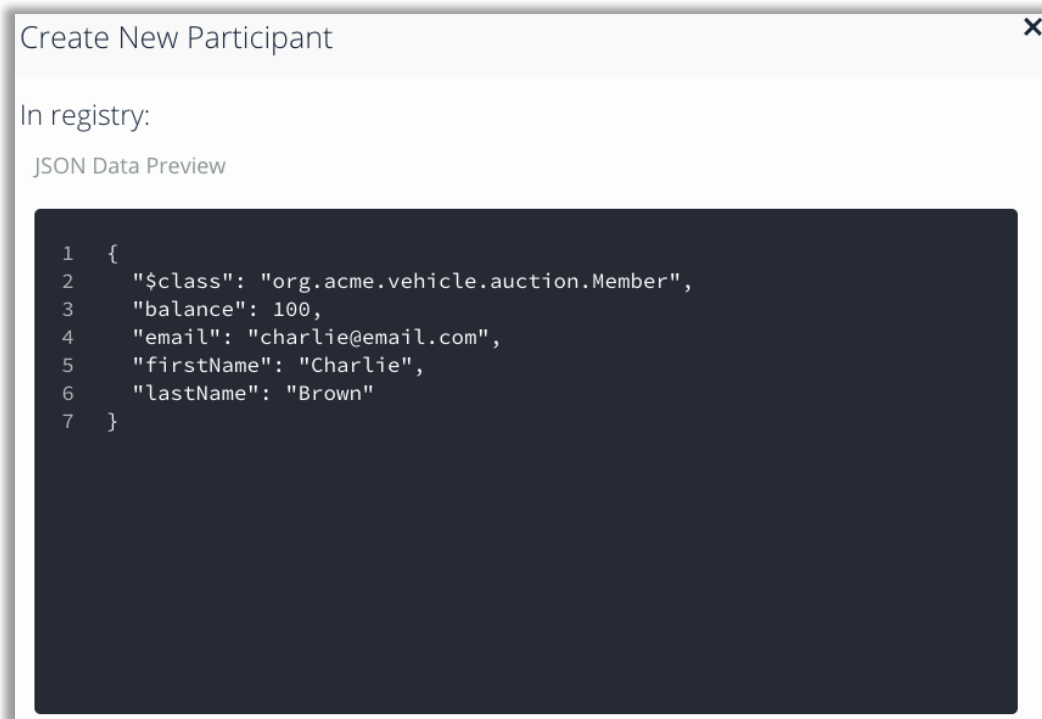 Create New Participant
In registry:
JSON Data Preview
1 {
2 "$class": "org.acme.vehicle.auction.Member",
3 "balance": 100,
4 "email": "charlie@email.com",
5 "firstName": "Charlie",
6 "lastName": "Brown"
7 }